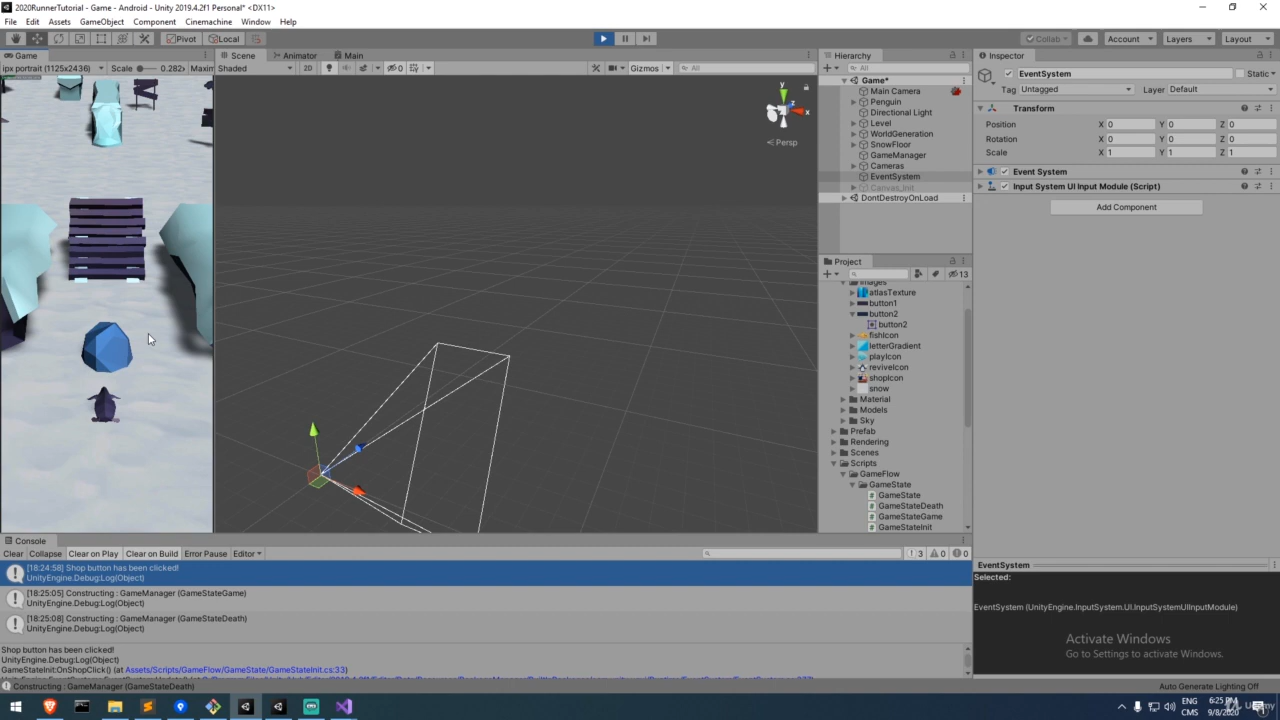 2020RunnerTutorial - Game - Android - Unity 2019.4.2f1 Personal* <DX11>
File Edit Assets GameObject Component Cinemachine Window Help
Pivot Local Collab Account Layers Layout
Game Scene Animator Main Hierarchy Inspector
ipx portrait (1125x2436) Scale 0.282 Maxim Shaded 2D 0 Gizmos All All
EventSystem Static
Tag Untagged Layer Default
Game*
Main Camera
Penguin
Directional Light
Level
WorldGeneration
SnowFloor
GameManager
Cameras
EventSystem
Canvas_Init
DontDestroyOnLoad
Transform
Position X 0 Y 0 Z 0
Rotation X 0 Y 0 Z 0
Scale X 1 Y 1 Z 1
Event System
Input System UI Input Module (Script)
Add Component
y
z
x
Persp
Project
13
Images
atlasTexture
button1
button2
button2
fishIcon
letterGradient
playIcon
reviveIcon
shopIcon
snow
Material
Models
Sky
Prefab
Rendering
Scenes
Scripts
GameFlow
GameState
GameState
GameStateDeath
GameStateGame
GameStateInit
Console
Clear Collapse Clear on Play Clear on Build Error Pause Editor 3 0 0
[18:24:58] Shop button has been clicked!
UnityEngine.Debug:Log(Object)
[18:25:05] Constructing : GameManager (GameStateGame)
UnityEngine.Debug:Log(Object)
[18:25:08] Constructing : GameManager (GameStateDeath)
UnityEngine.Debug:Log(Object)
Shop button has been clicked!
UnityEngine.Debug:Log(Object)
GameStateInit:OnShopClick() (at Assets/Scripts/GameFlow/GameState/GameStateInit.cs:33)
EventSystem
Selected:
EventSystem (UnityEngine.InputSystem.UI.InputSystemUIInputModule)
Activate Windows
Go to Settings to activate Windows.
Constructing : GameManager (GameStateDeath)
Auto Generate Lighting Off
ENG
CMS
6:25 PM
9/8/2020
Udemy